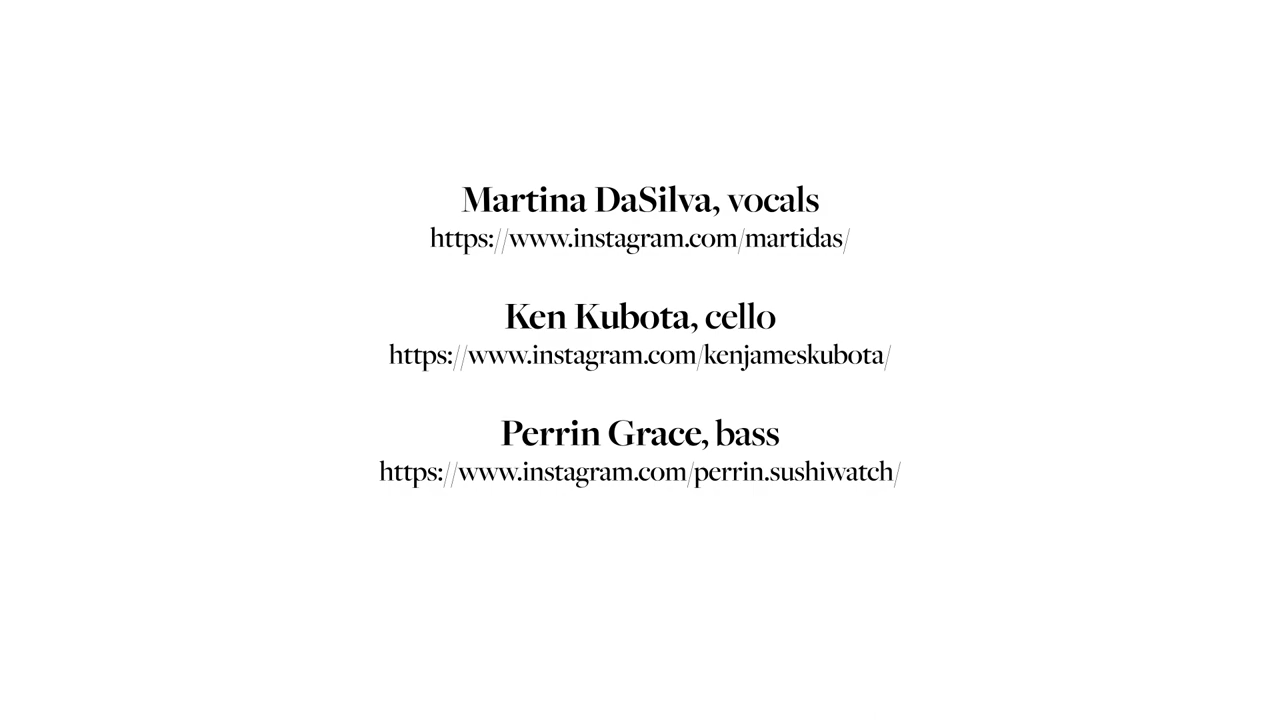 Martina DaSilva, vocals
https://www.instagram.com/martidas/
Ken Kubota, cello
https://www.instagram.com/kenjameskubota/
Perrin Grace, bass
https://www.instagram.com/perrin.sushiwatch/